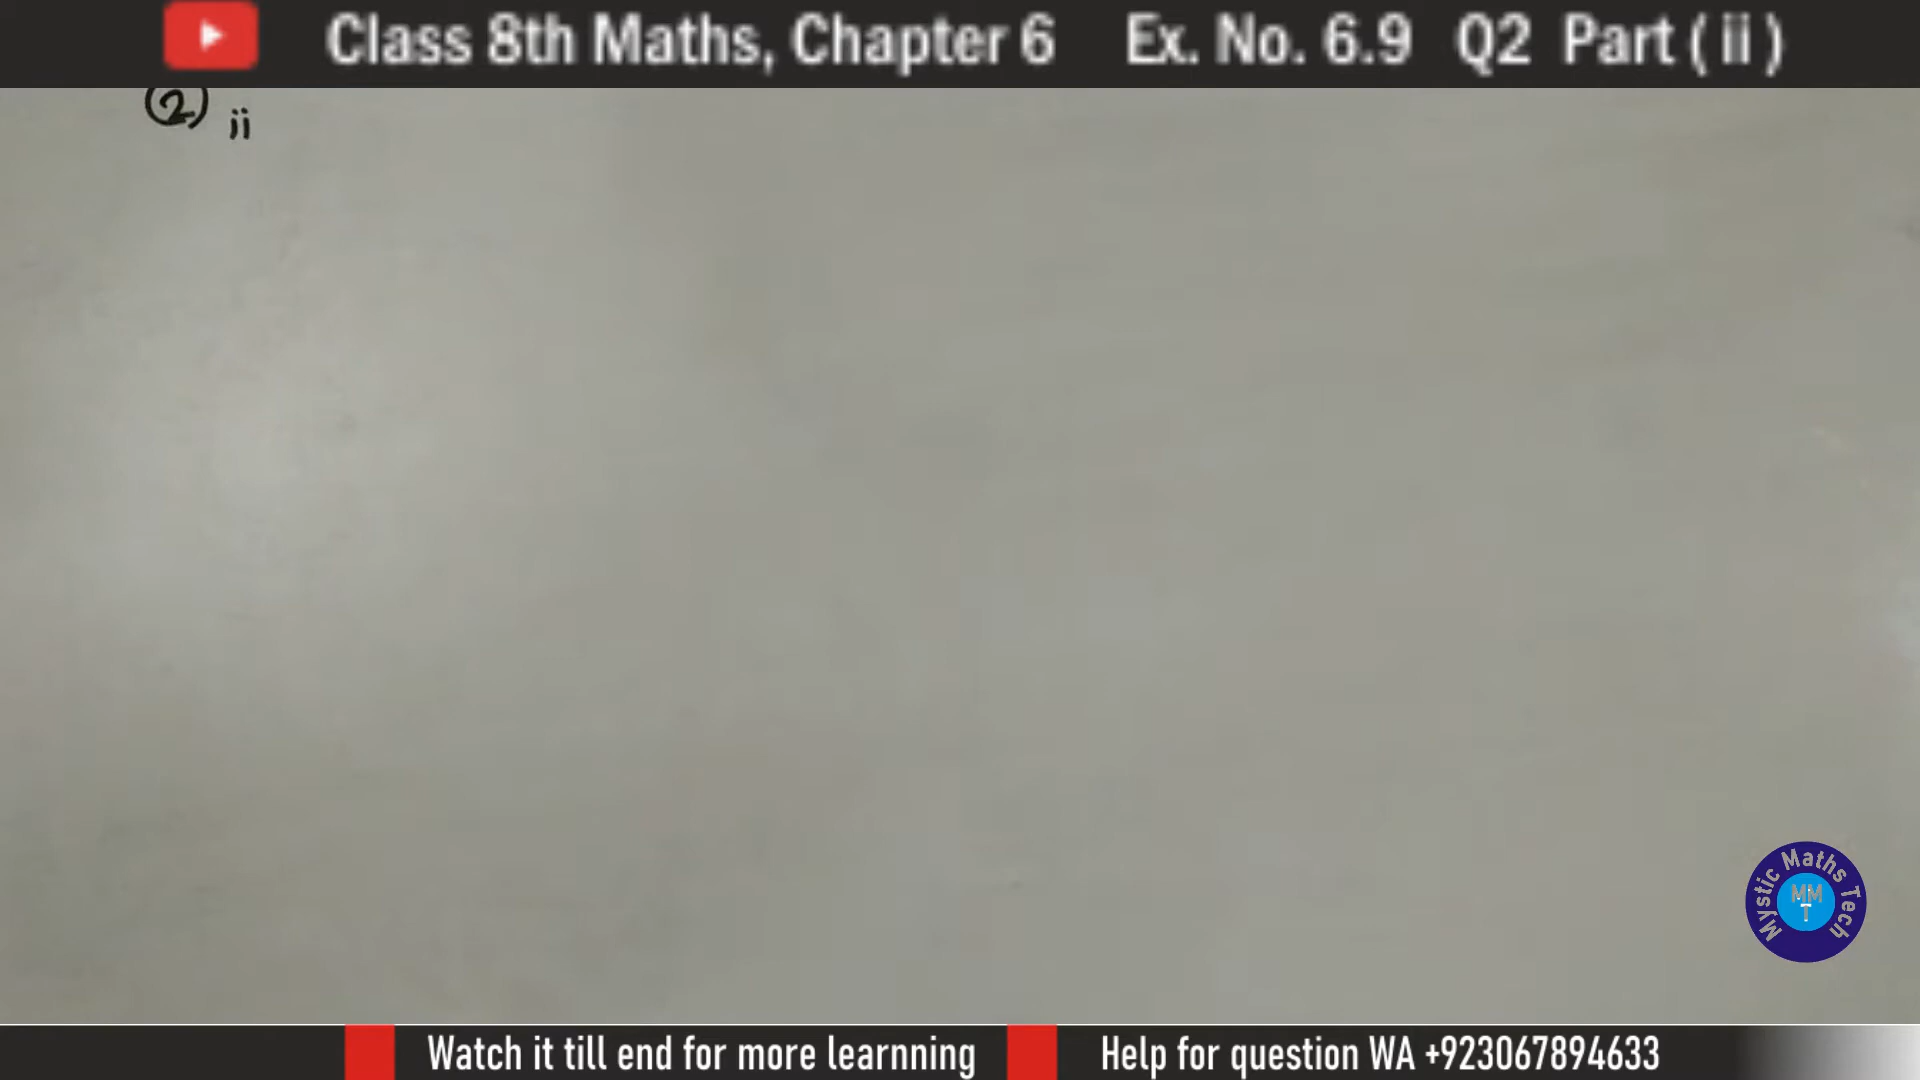 Class 8th Maths, Chapter 6 Ex. No. 6.9 Q2 Part ( ii )
2 ii
Mystic Maths Tech
MMT
Watch it till end for more learnning Help for question WA +923067894633